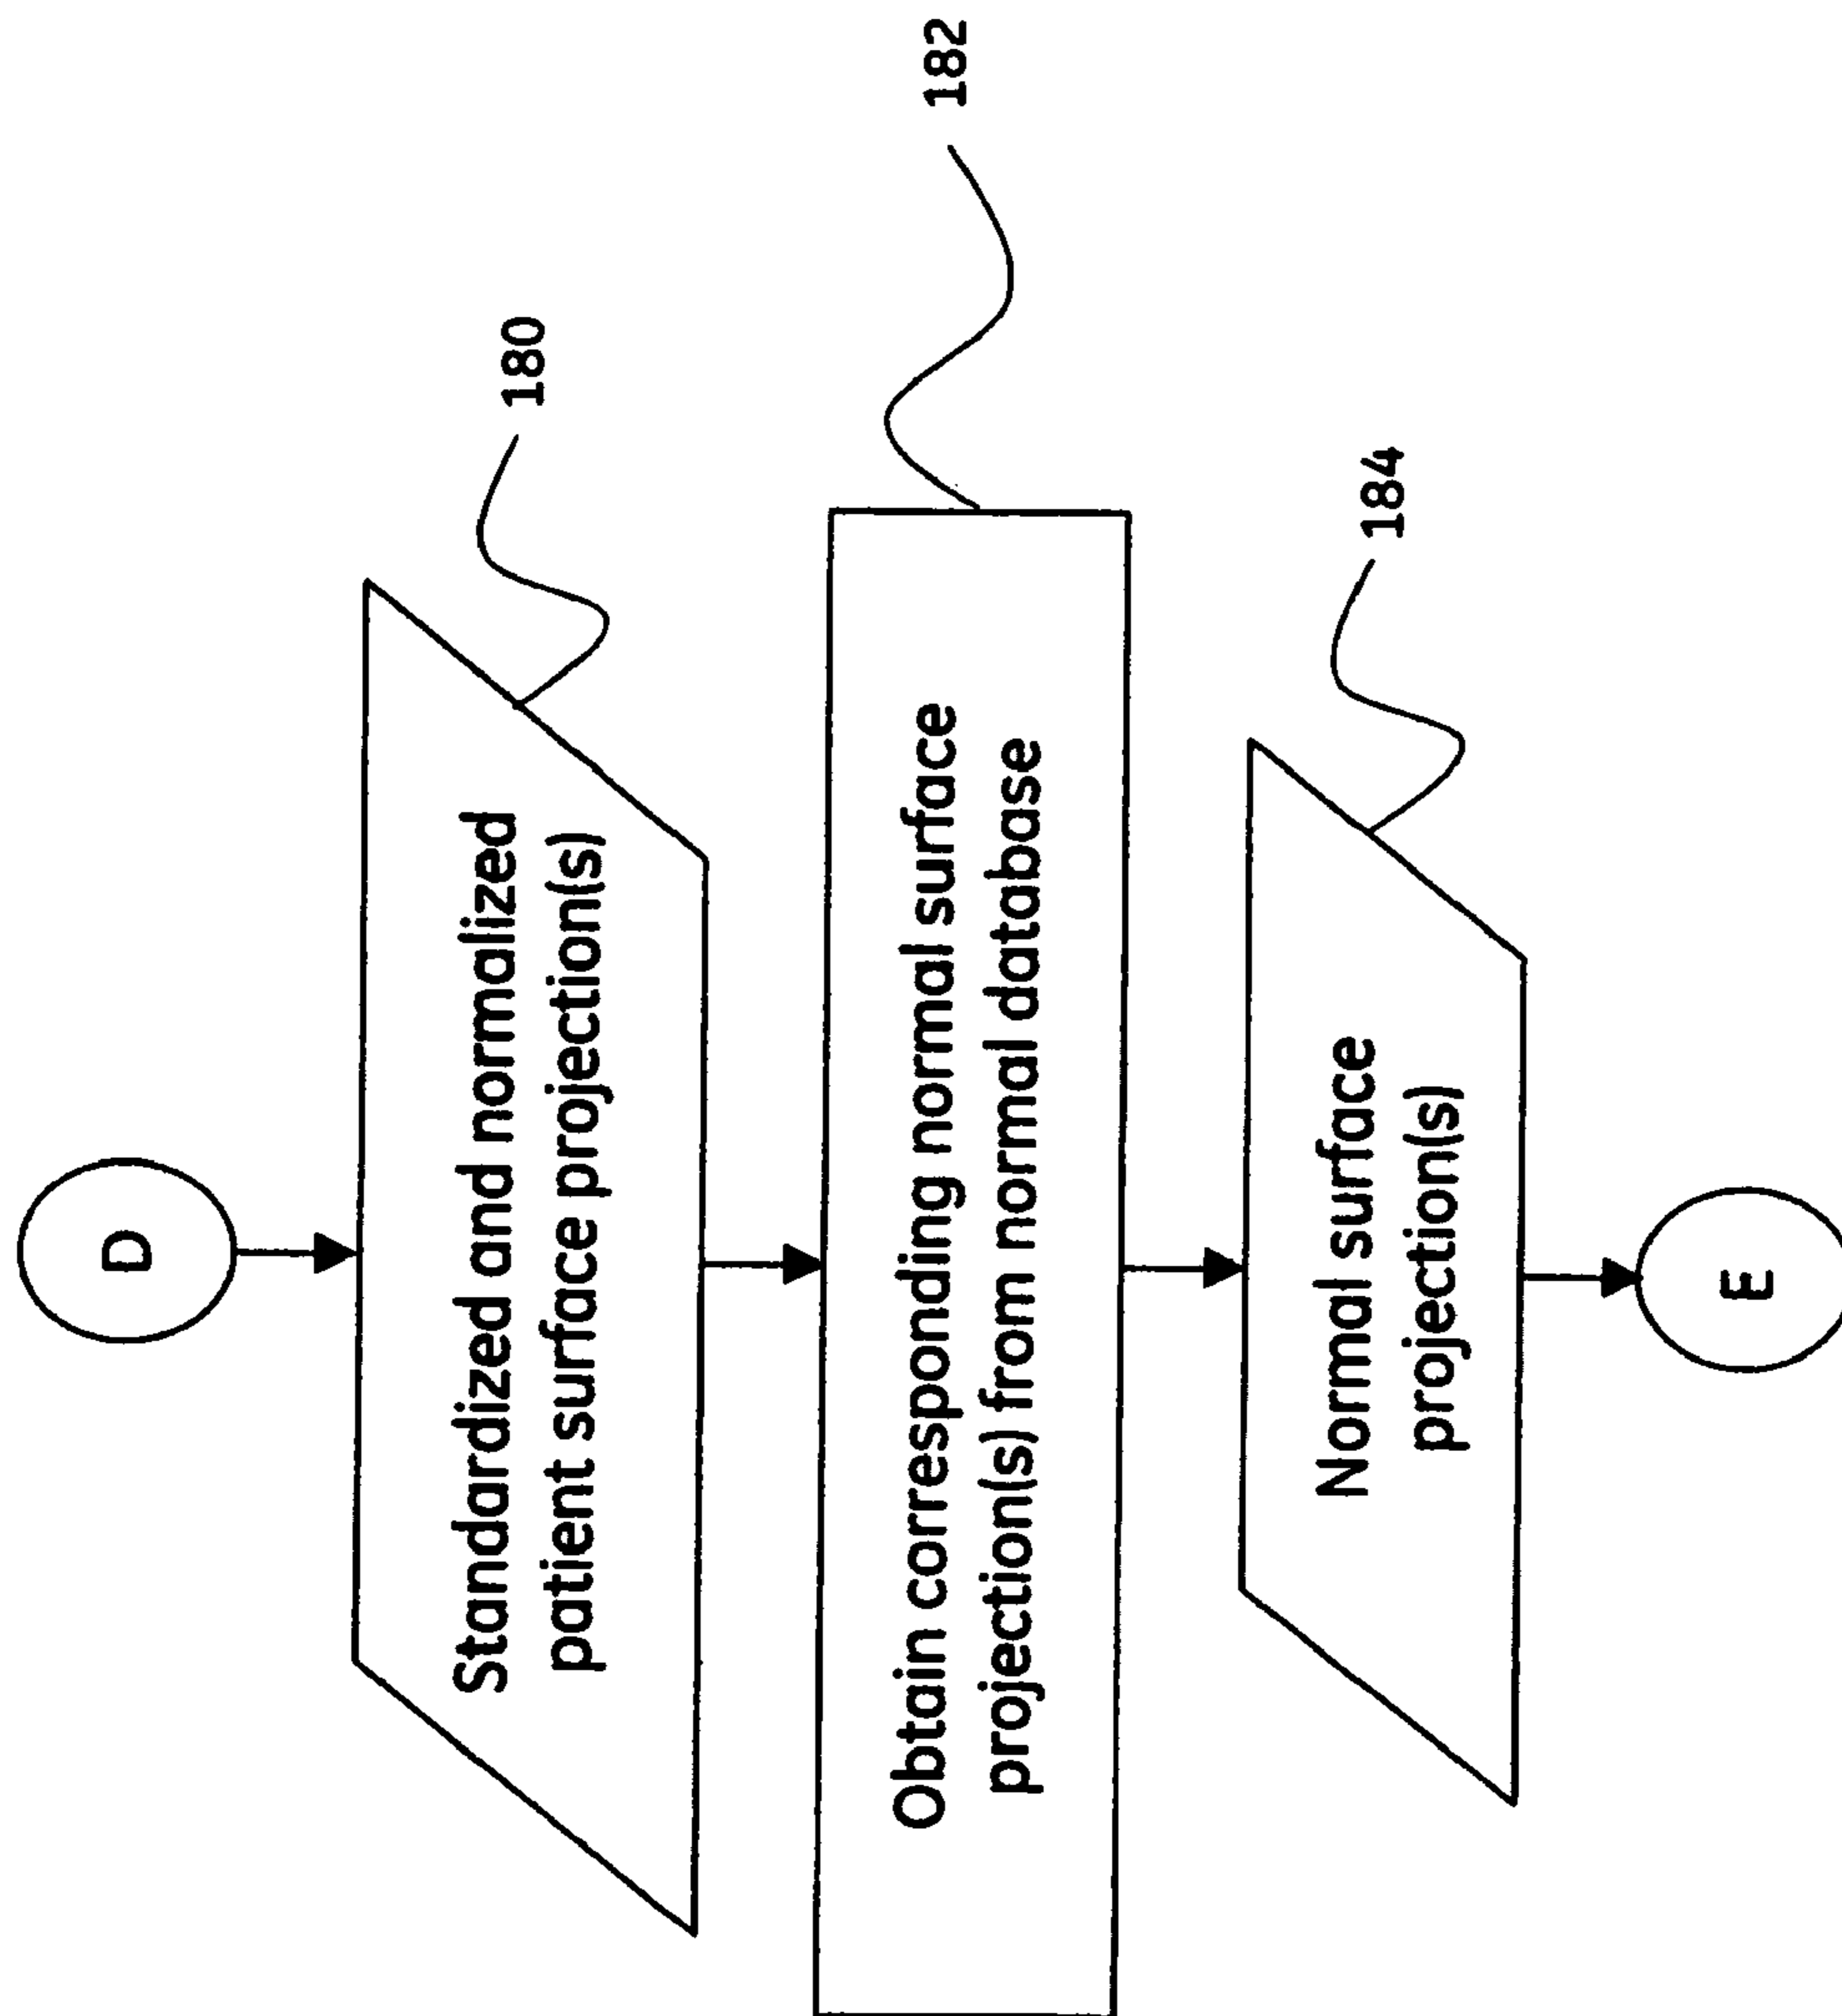 D
Standardized and normalized
patient surface projection(s)
180
Obtain corresponding normal surface
projection(s) from normal database
182
Normal surface
projection(s)
184
E